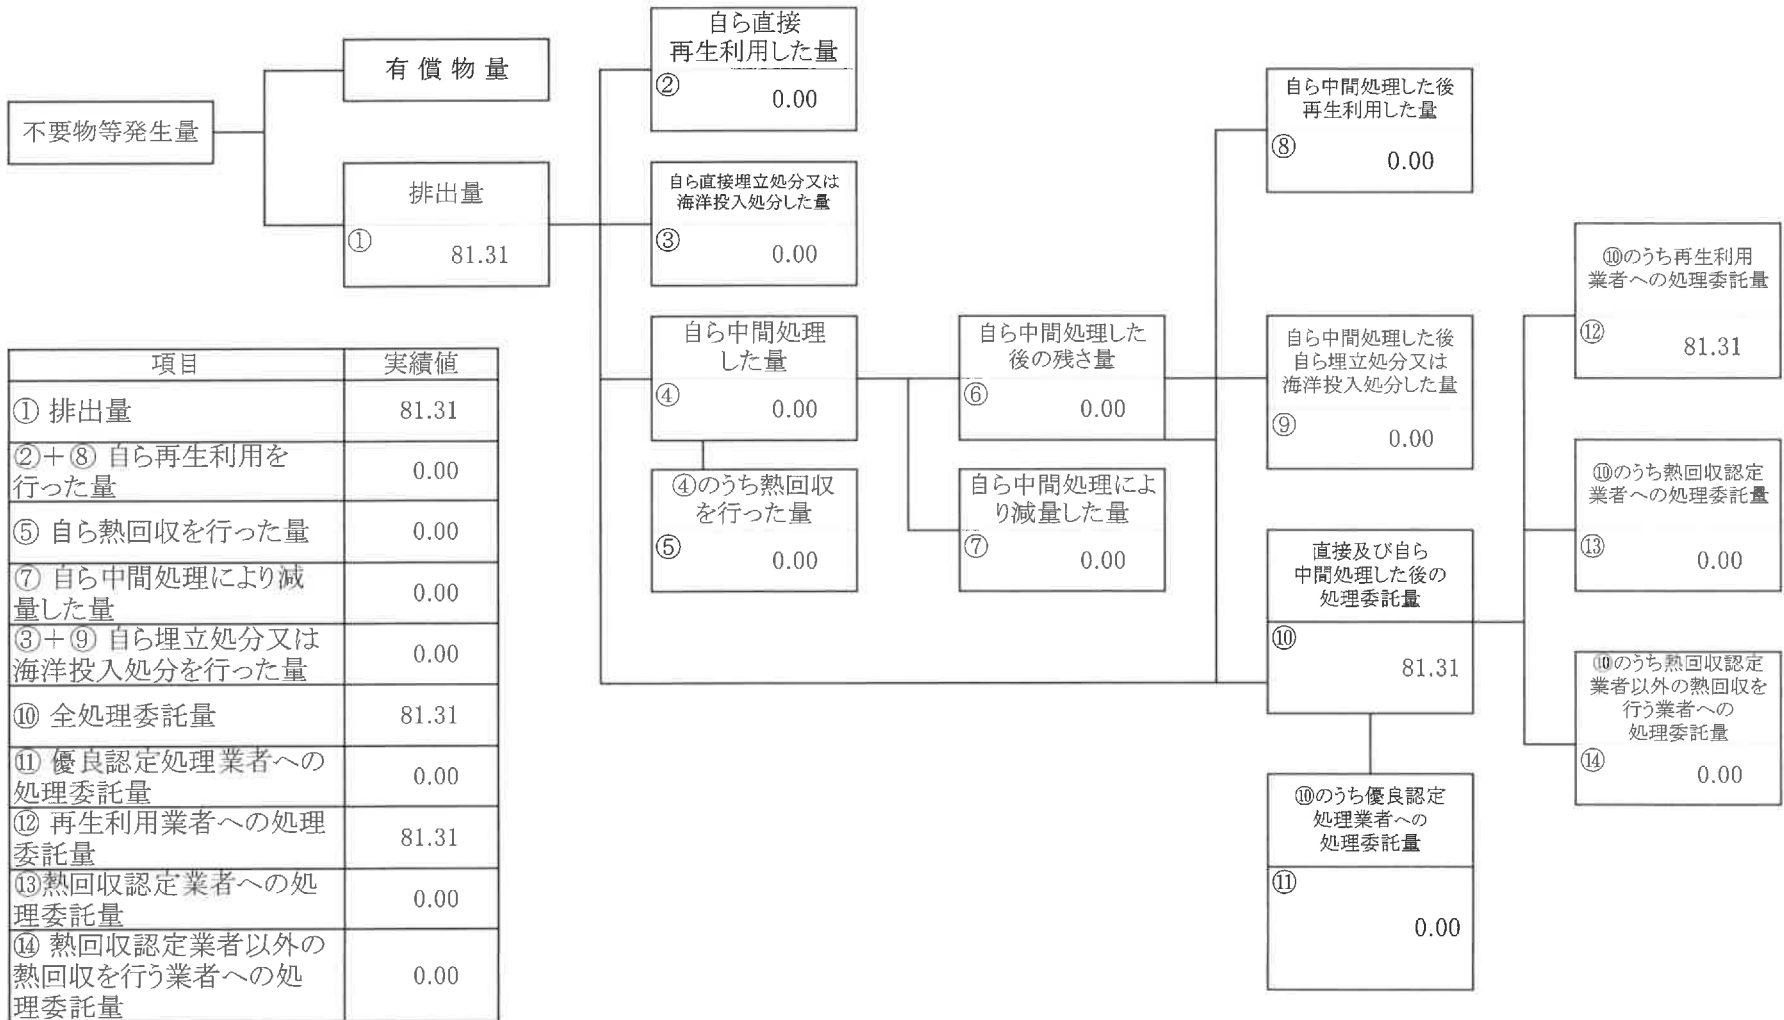 不要物等発生量
有償物量
排出量
①
81.31
自ら直接
再生利用した量
②
0.00
自ら直接埋立処分又は
海洋投入処分した量
③
0.00
自ら中間処理
した量
④
0.00
④のうち熱回収
を行った量
⑤
0.00
自ら中間処理した
後の残さ量
⑥
0.00
自ら中間処理によ
り減量した量
⑦
0.00
自ら中間処理した後
再生利用した量
⑧
0.00
自ら中間処理した後
自ら埋立処分又は
海洋投入処分した量
⑨
0.00
直接及び自ら
中間処理した後の
処理委託量
⑩
81.31
⑩のうち優良認定
処理業者への
処理委託量
⑪
0.00
⑩のうち再生利用
業者への処理委託量
⑫
81.31
⑩のうち熱回収認定
業者への処理委託量
⑬
0.00
⑩のうち熱回収認定
業者以外の熱回収を
行う業者への
処理委託量
⑭
0.00
項目 実績値
① 排出量 81.31
②+⑧ 自ら再生利用を
行った量 0.00
⑤ 自ら熱回収を行った量 0.00
⑦ 自ら中間処理により減
量した量 0.00
③+⑨ 自ら埋立処分又は
海洋投入処分を行った量 0.00
⑩ 全処理委託量 81.31
⑪ 優良認定処理業者への
処理委託量 0.00
⑫ 再生利用業者への処理
委託量 81.31
⑬熱回収認定業者への処
理委託量 0.00
⑭ 熱回収認定業者以外の
熱回収を行う業者への処 0.00
理委託量